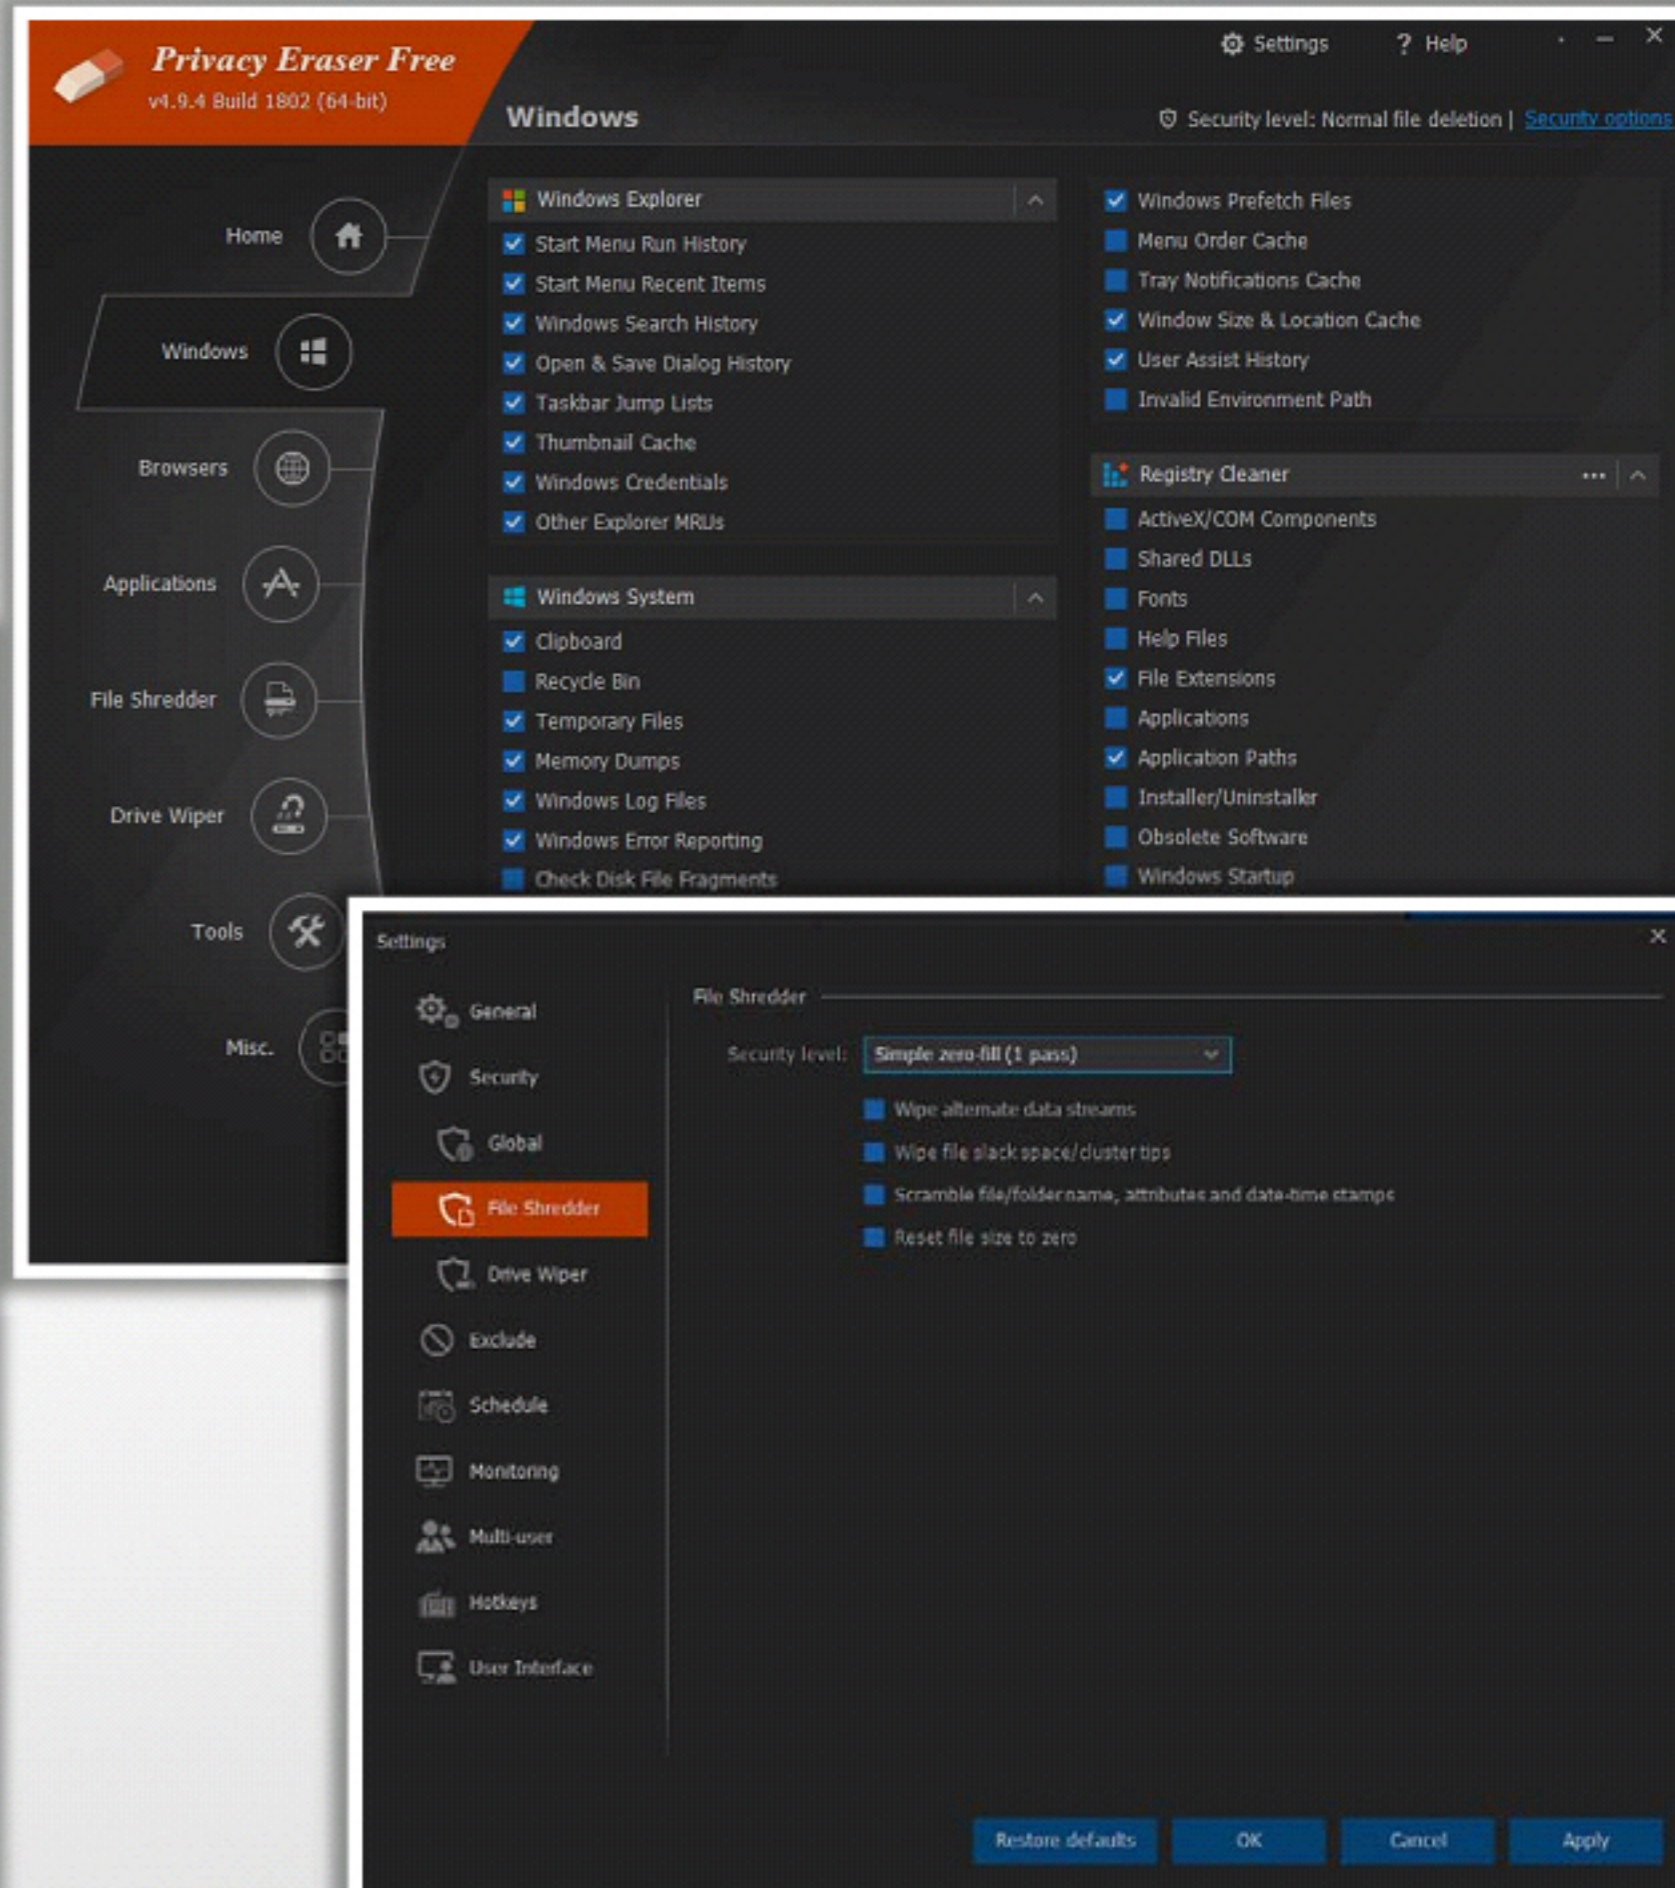 Privacy Eraser Free
v4.9.4 Build 1802 (64-bit)
Settings
? Help
Windows
Security level: Normal file deletion | Security options
Home
Windows
Browsers
Applications
File Shredder
Drive Wiper
Tools
Misc.
Windows Explorer
Start Menu Run History
Start Menu Recent Items
Windows Search History
Open & Save Dialog History
Taskbar Jump Lists
Thumbnail Cache
Windows Credentials
Other Explorer MRUs
Windows System
Clipboard
Recycle Bin
Temporary Files
Memory Dumps
Windows Log Files
Windows Error Reporting
Check Disk File Fragments
Windows Prefetch Files
Menu Order Cache
Tray Notifications Cache
Window Size & Location Cache
User Assist History
Invalid Environment Path
Registry Cleaner
ActiveX/COM Components
Shared DLLs
Fonts
Help Files
File Extensions
Applications
Application Paths
Installer/Uninstaller
Obsolete Software
Windows Startup
Settings
General
Security
Global
File Shredder
Drive Wiper
Exclude
Schedule
Monitoring
Multi-user
Hotkeys
User Interface
File Shredder
Security level: Simple zero-fill (1 pass)
Wipe alternate data streams
Wipe file slack space/cluster tips
Scramble file/folder name, attributes and date-time stamps
Reset file size to zero
Restore defaults
OK
Cancel
Apply